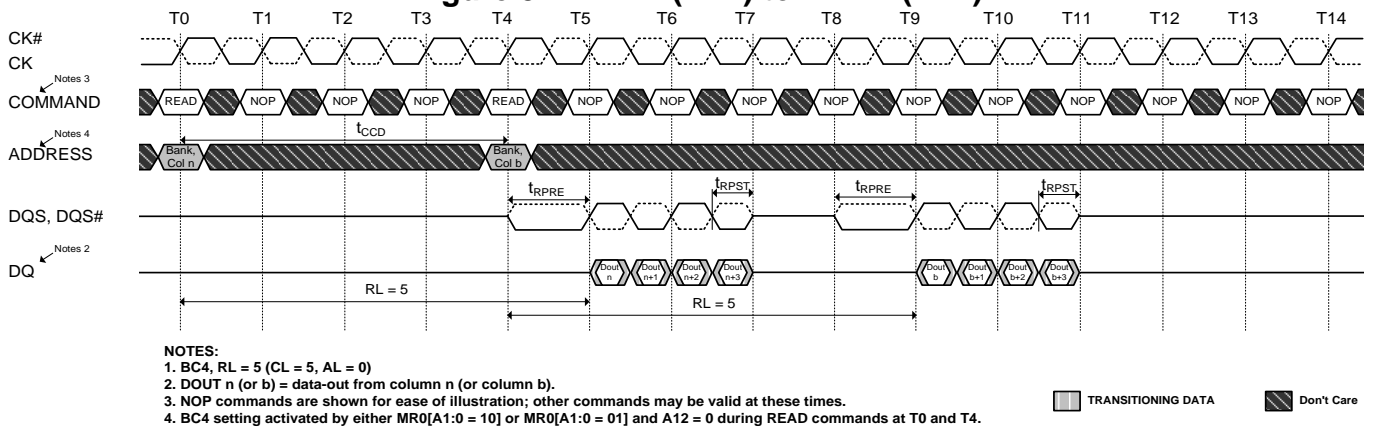 T0 T1 T2 T3 T4 T5 T6 T7 T8 T9 T10 T11 T12 T13 T14
CK#
CK
Notes 3
COMMAND READ NOP NOP NOP READ NOP NOP NOP NOP NOP NOP NOP NOP NOP NOP
tCCD
Notes 4
ADDRESS Bank, Col n Bank, Col b
tRPRE tRPST tRPRE tRPST
DQS, DQS#
Notes 2
DQ Dout n Dout n+1 Dout n+2 Dout n+3 Dout b Dout b+1 Dout b+2 Dout b+3
RL = 5
RL = 5
NOTES:
1. BC4, RL = 5 (CL = 5, AL = 0)
2. DOUT n (or b) = data-out from column n (or column b).
3. NOP commands are shown for ease of illustration; other commands may be valid at these times.
4. BC4 setting activated by either MR0[A1:0 = 10] or MR0[A1:0 = 01] and A12 = 0 during READ commands at T0 and T4.
TRANSITIONING DATA Don't Care